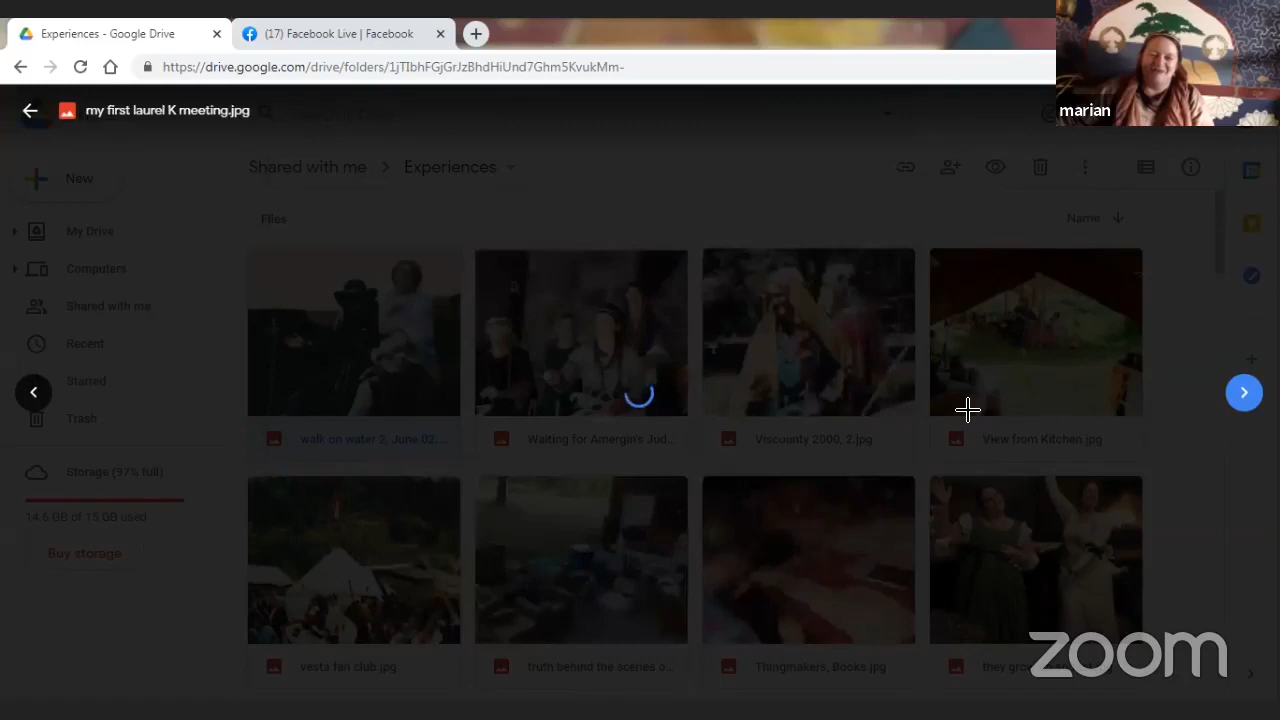 Experiences - Google Drive
(17) Facebook Live | Facebook
https://drive.google.com/drive/folders/1jTIbhFGjGrJzBhdHiUnd7Ghm5KvukMm-
marian
my first laurel K meeting.jpg
New
Shared with me
Experiences
Files
Name
My Drive
Computers
Shared with me
Recent
Starred
Trash
Storage (97% full)
14.6 GB of 15 GB used
Buy storage
walk on water 2, June 02....
Waiting for Amergin's Jud...
Viscounty 2000, 2.jpg
View from Kitchen.jpg
vesta fan club.jpg
truth behind the scenes o...
Thingmakers, Books.jpg
they
zoom